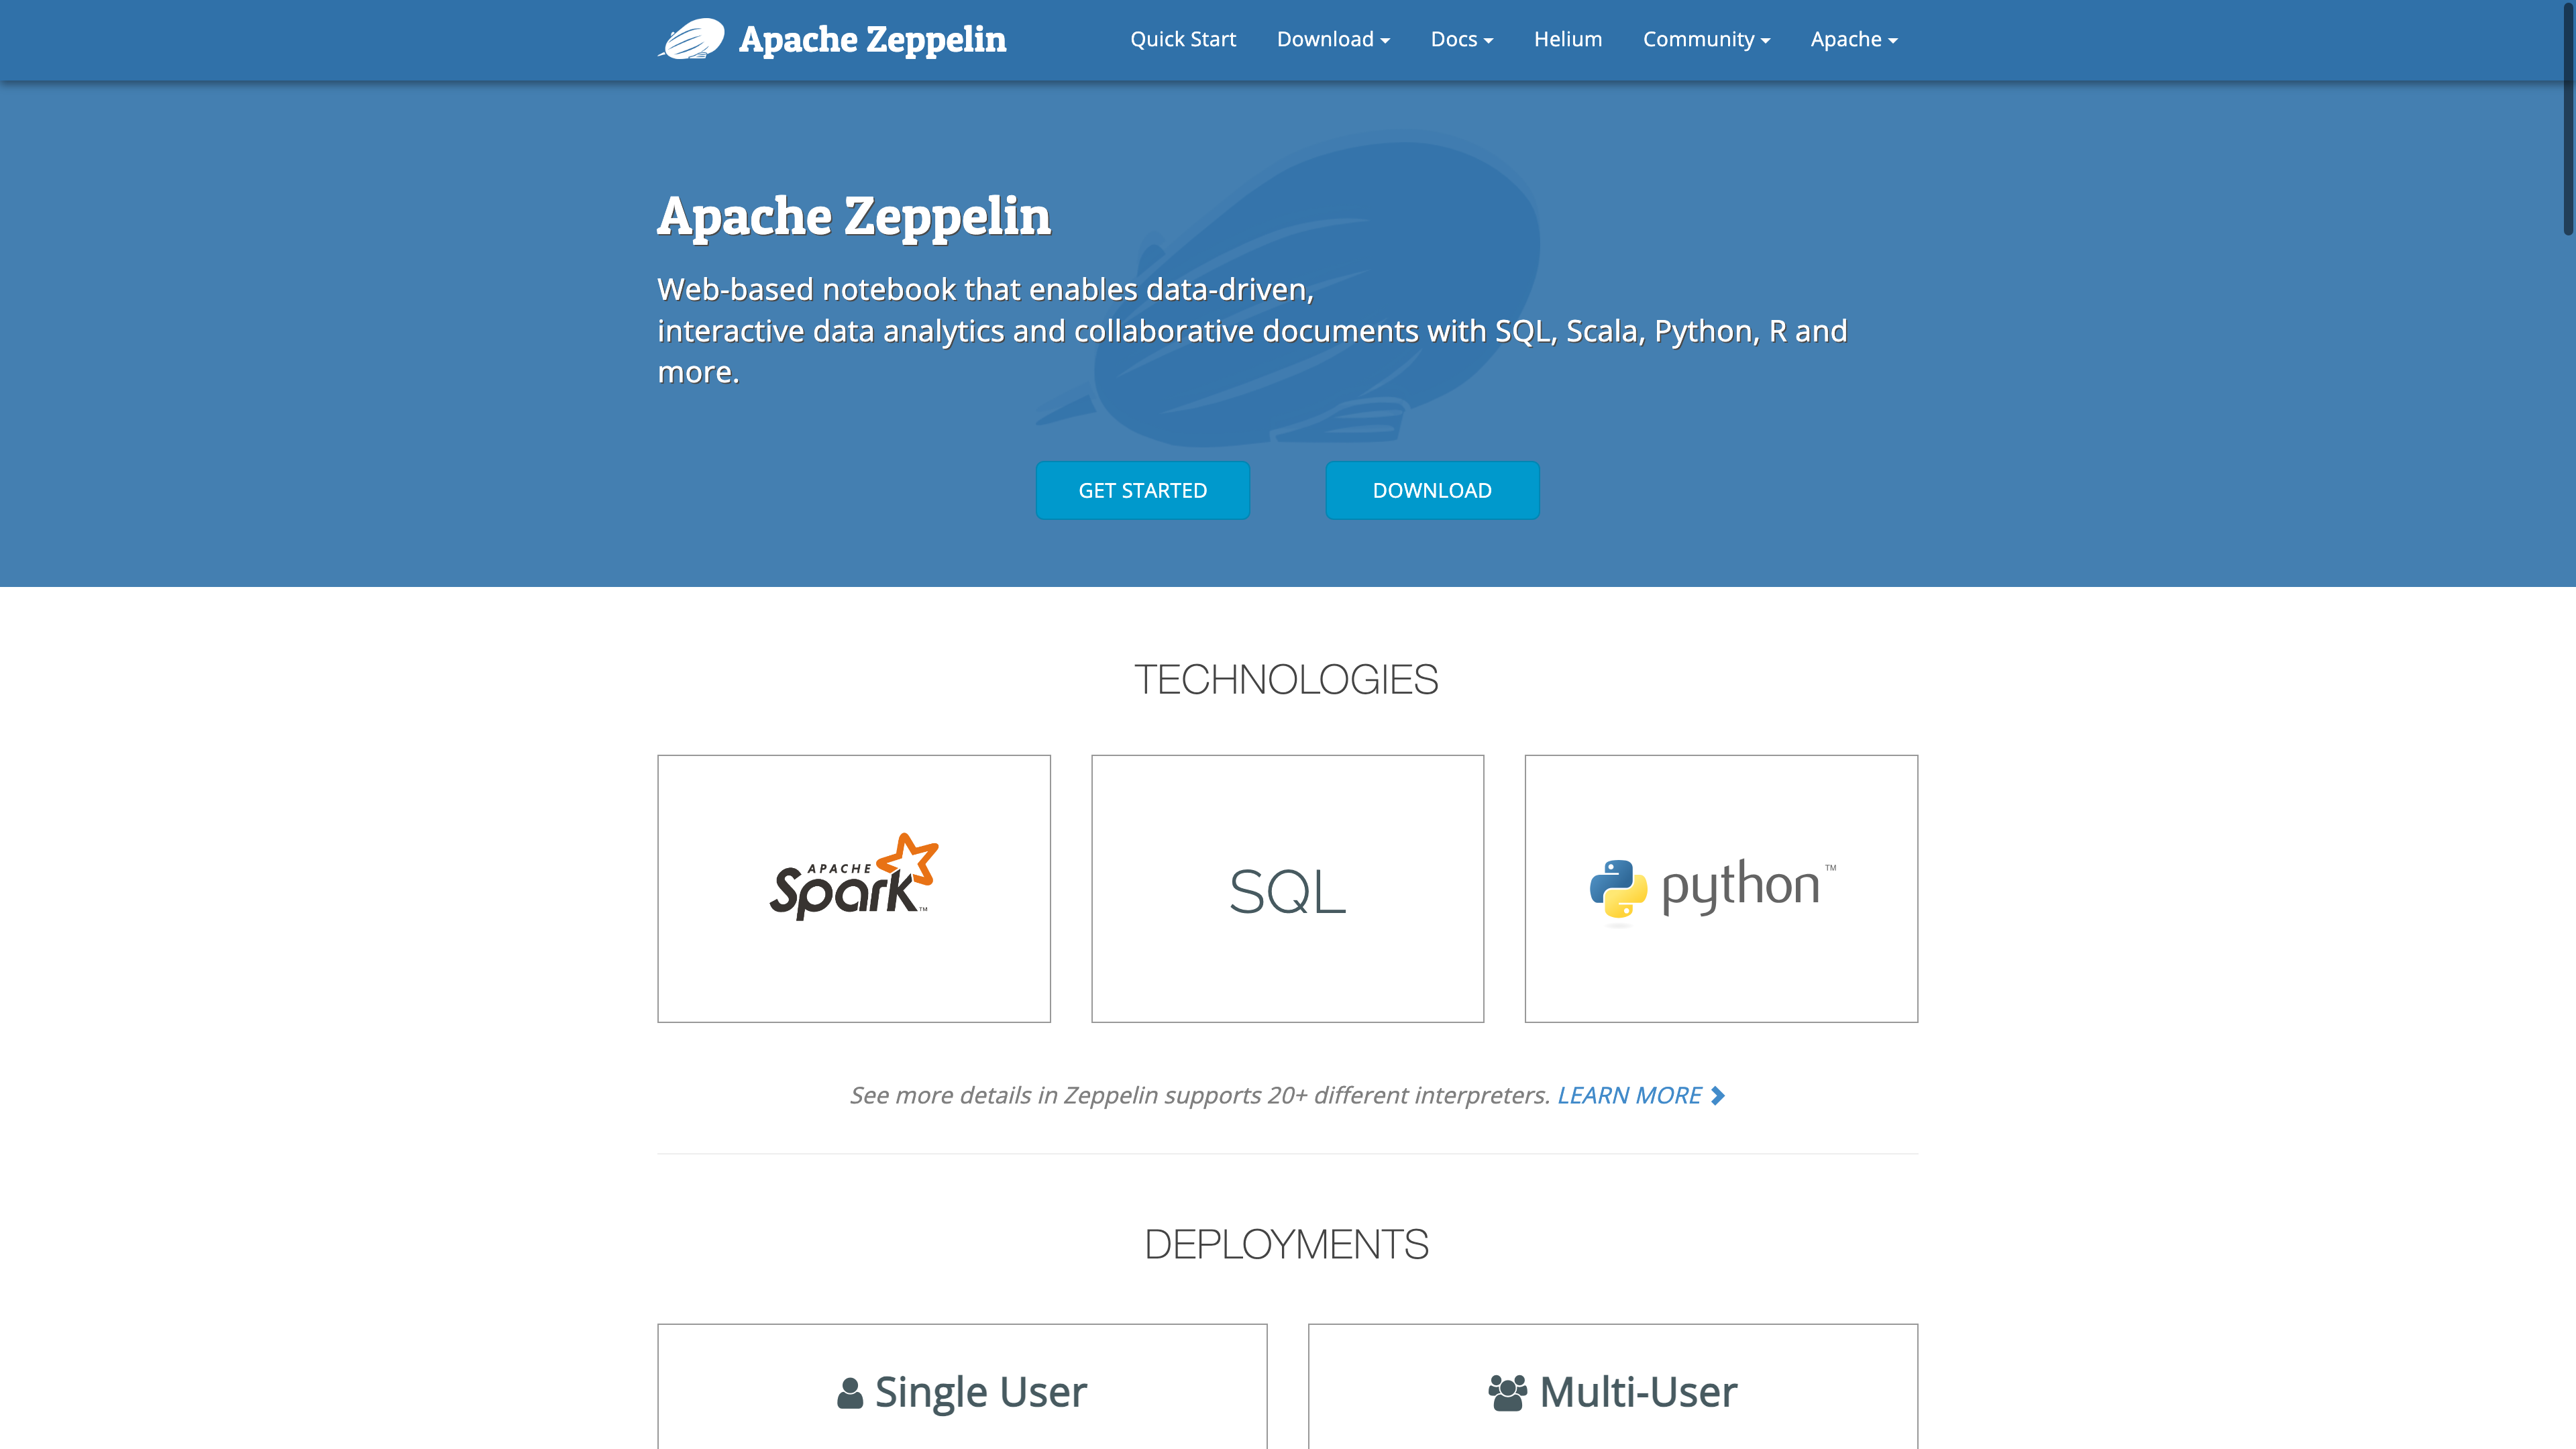 Apache Zeppelin
Quick Start Download Docs Helium Community Apache
Apache Zeppelin
Web-based notebook that enables data-driven,
interactive data analytics and collaborative documents with SQL, Scala, Python, R and
more.
GET STARTED DOWNLOAD
TECHNOLOGIES
APACHE
Spark™
SQL
python™
See more details in Zeppelin supports 20+ different interpreters. LEARN MORE
DEPLOYMENTS
Single User
Multi-User